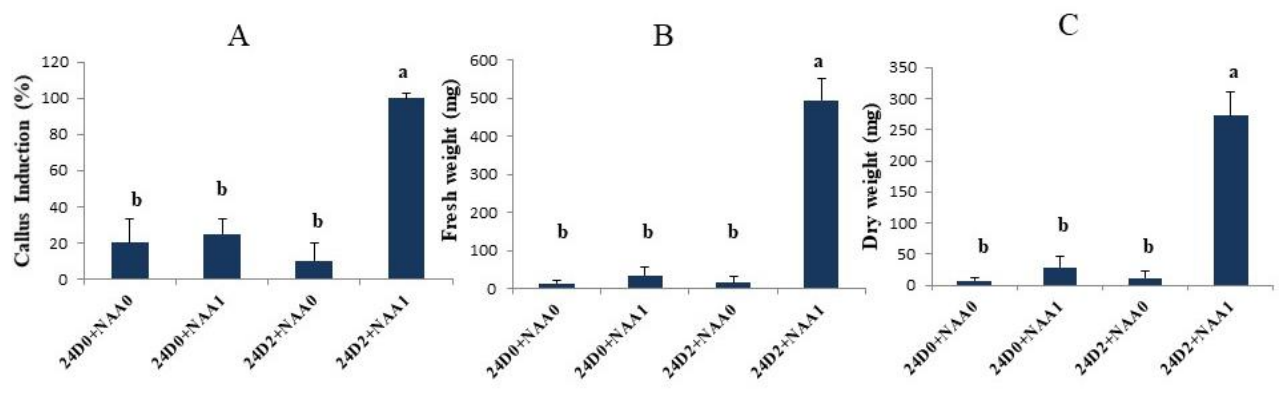 A
Callus Induction (%)
120
100
80
60
40
20
0
b
b
b
a
24D0+NAA0
24D0+NAA1
24D2+NAA0
24D2+NAA1
B
Fresh weight (mg)
600
500
400
300
200
100
0
b
b
b
a
24D0+NAA0
24D0+NAA1
24D2+NAA0
24D2+NAA1
C
Dry weight (mg)
350
300
250
200
150
100
50
0
b
b
b
a
24D0+NAA0
24D0+NAA1
24D2+NAA0
24D2+NAA1